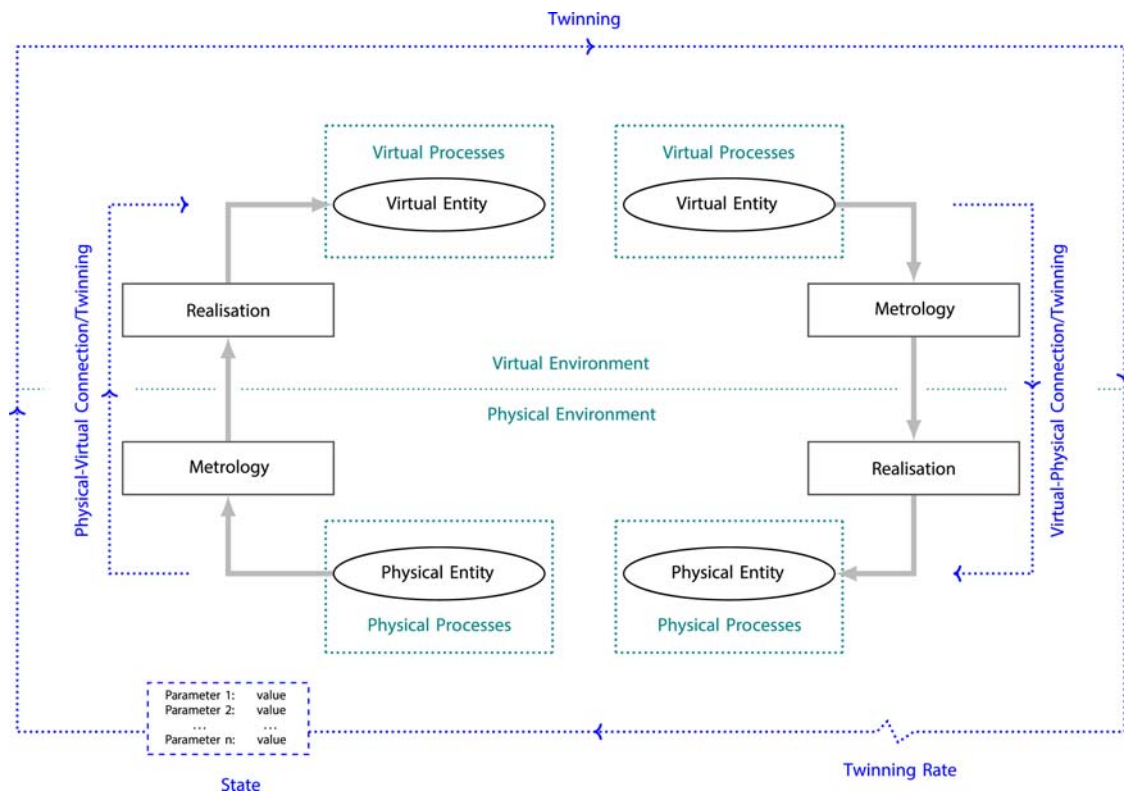 Twinning
Virtual Processes
Virtual Entity
Virtual Processes
Virtual Entity
Physical-Virtual Connection/Twinning
Realisation
Metrology
Virtual-Physical Connection/Twinning
Virtual Environment
Physical Environment
Metrology
Realisation
Physical Entity
Physical Processes
Physical Entity
Physical Processes
Parameter 1: value
Parameter 2: value
... ...
Parameter n: value
State
Twinning Rate